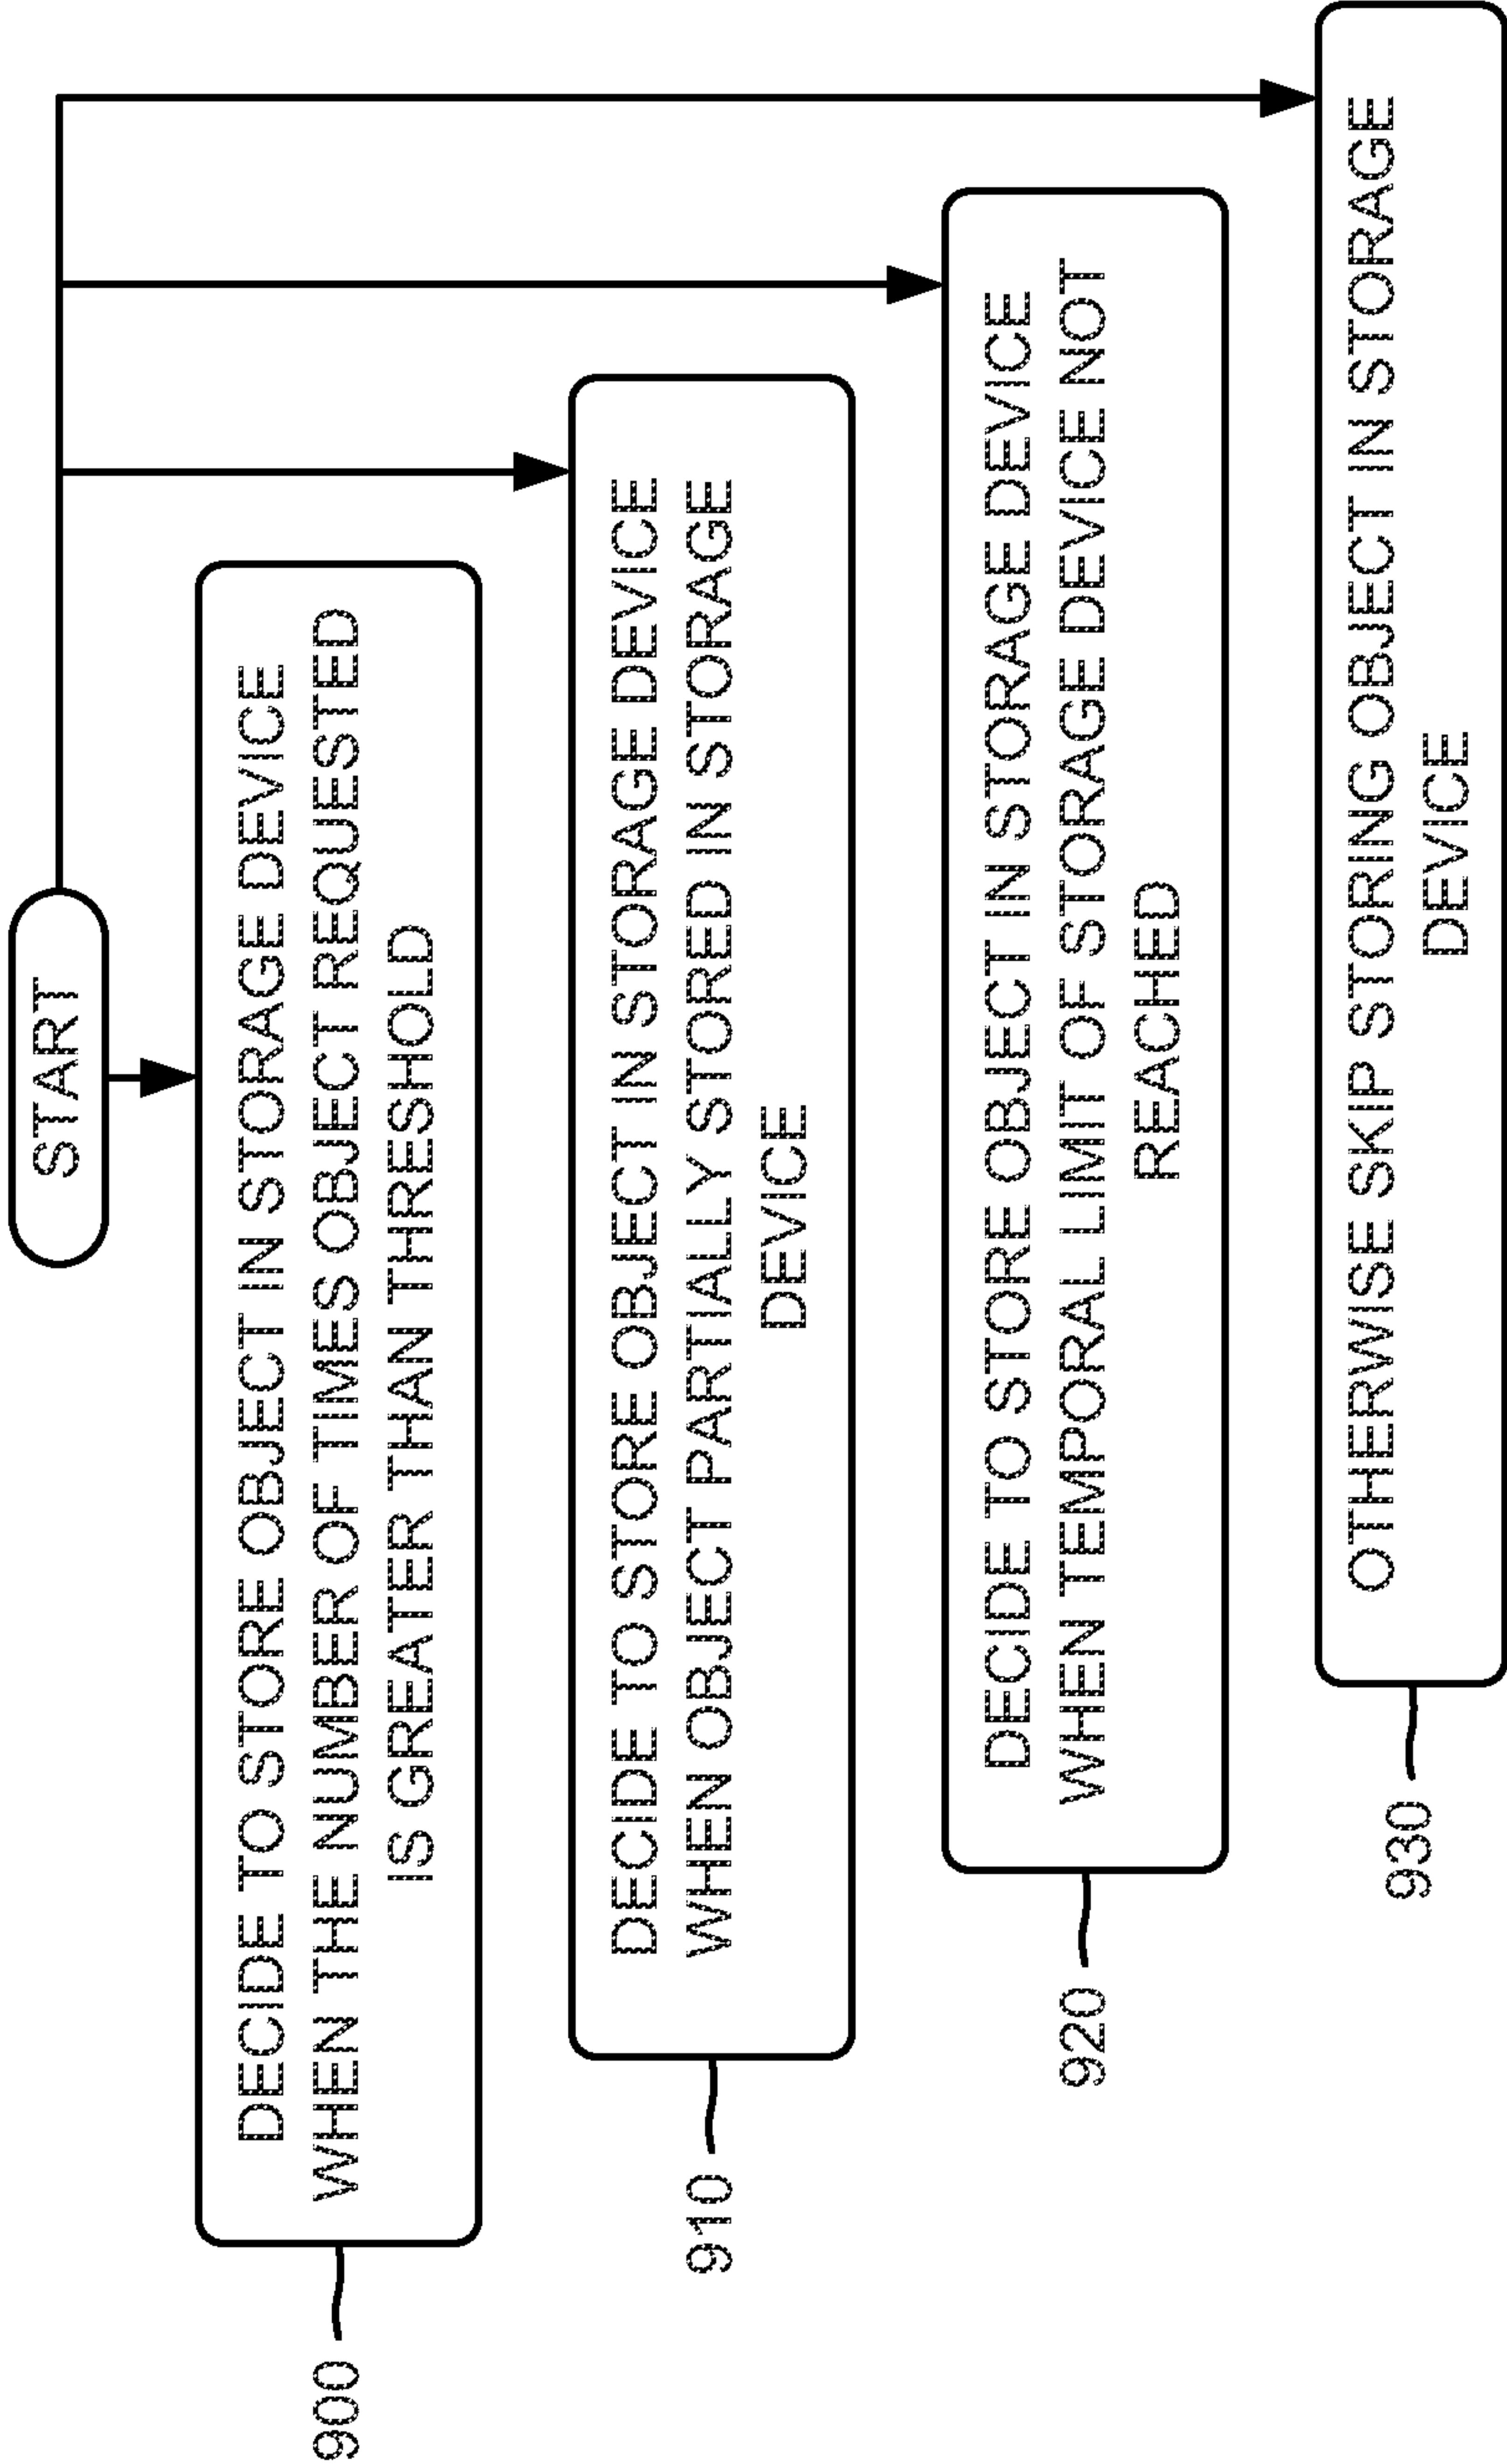 START
900
DECIDE TO STORE OBJECT IN STORAGE DEVICE
WHEN THE NUMBER OF TIMES OBJECT REQUESTED
IS GREATER THAN THRESHOLD
910
DECIDE TO STORE OBJECT IN STORAGE DEVICE
WHEN OBJECT PARTIALLY STORED IN STORAGE
DEVICE
920
DECIDE TO STORE OBJECT IN STORAGE DEVICE
WHEN TEMPORAL LIMIT OF STORAGE DEVICE NOT
REACHED
930
OTHERWISE SKIP STORING OBJECT IN STORAGE
DEVICE